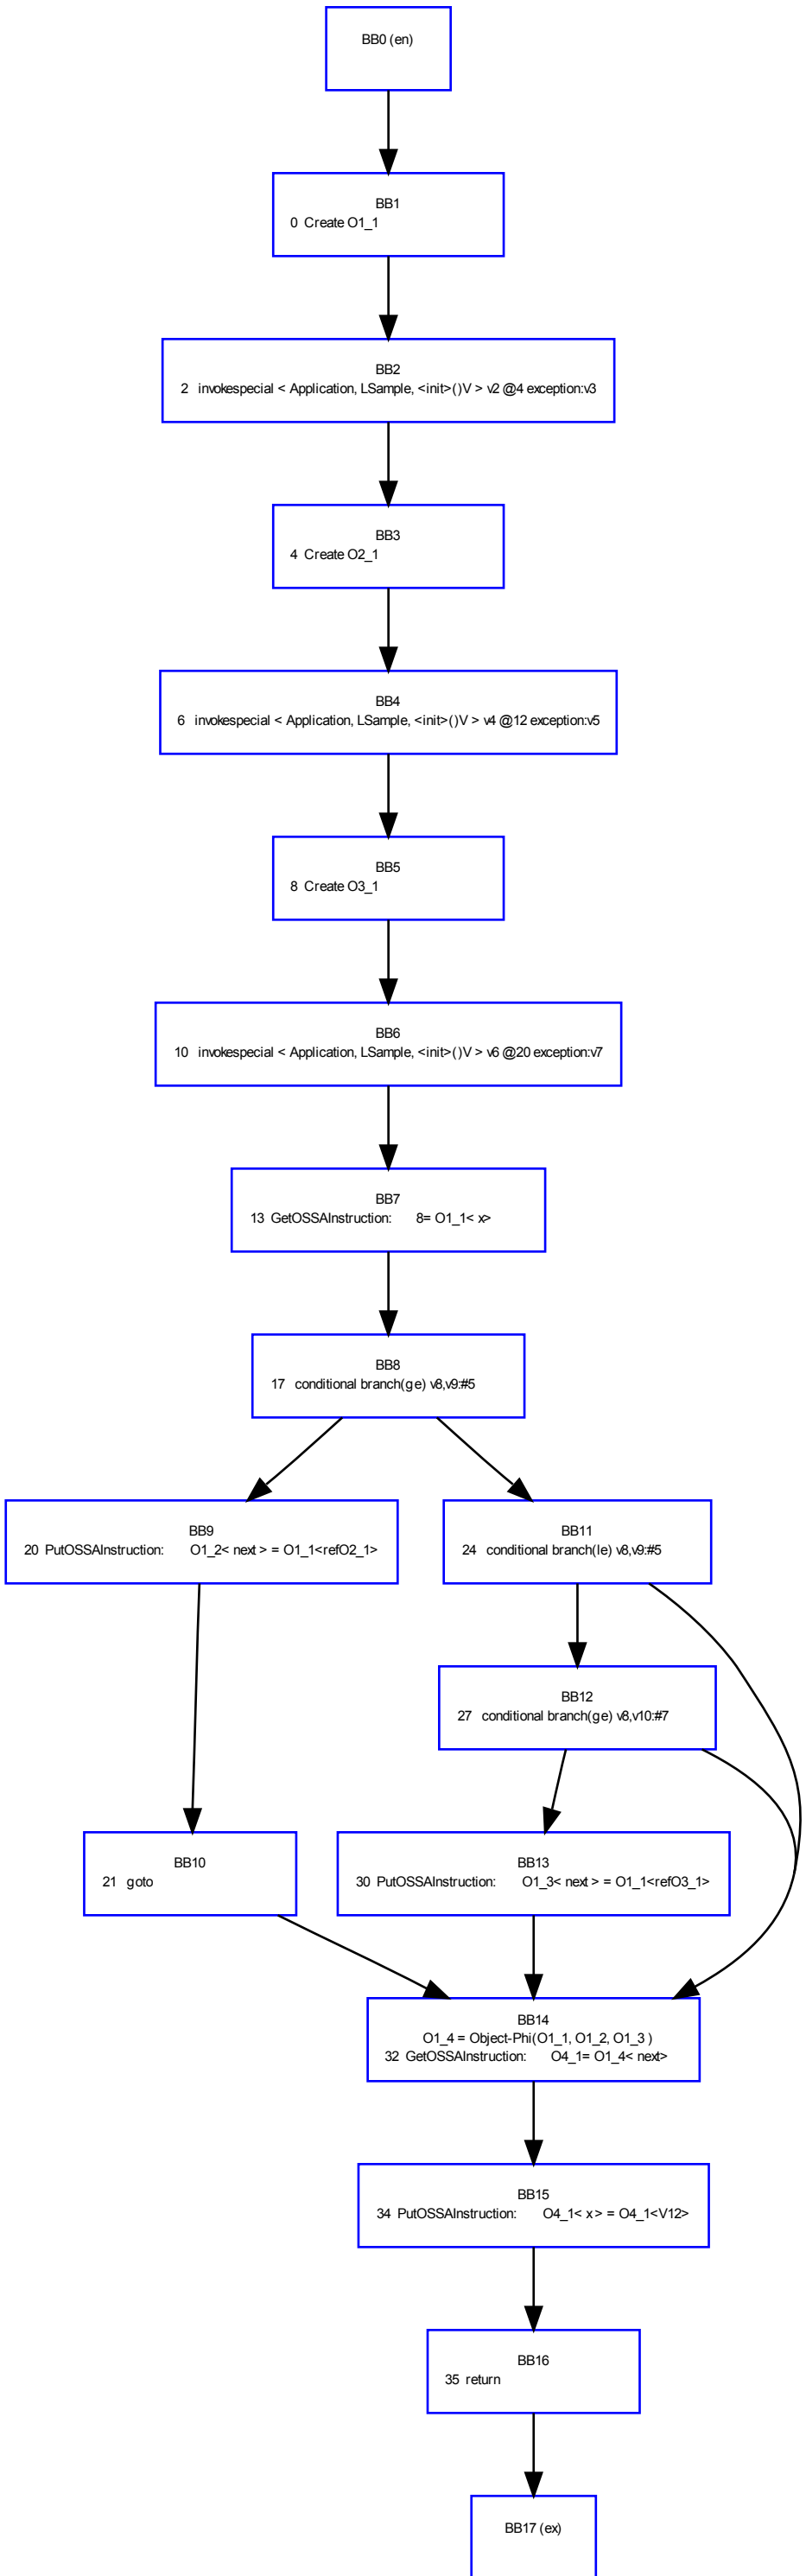 BB0 (en)
BB1
0 Create O1_1
BB2
2 invokespecial < Application, LSample, <init>()V > v2 @4 exception:v3
BB3
4 Create O2_1
BB4
6 invokespecial < Application, LSample, <init>()V > v4 @12 exception:v5
BB5
8 Create O3_1
BB6
10 invokespecial < Application, LSample, <init>()V > v6 @20 exception:v7
BB7
13 GetOSSAInstruction: 8= O1_1< x>
BB8
17 conditional branch(ge) v8,v9:#5
BB9
20 PutOSSAInstruction: O1_2< next > = O1_1<refO2_1>
BB11
24 conditional branch(le) v8,v9:#5
BB12
27 conditional branch(ge) v8,v10:#7
BB10
21 goto
BB13
30 PutOSSAInstruction: O1_3< next > = O1_1<refO3_1>
BB14
O1_4 = Object-Phi(O1_1, O1_2, O1_3 )
32 GetOSSAInstruction: O4_1= O1_4< next>
BB15
34 PutOSSAInstruction: O4_1< x > = O4_1<V12>
BB16
35 return
BB17 (ex)